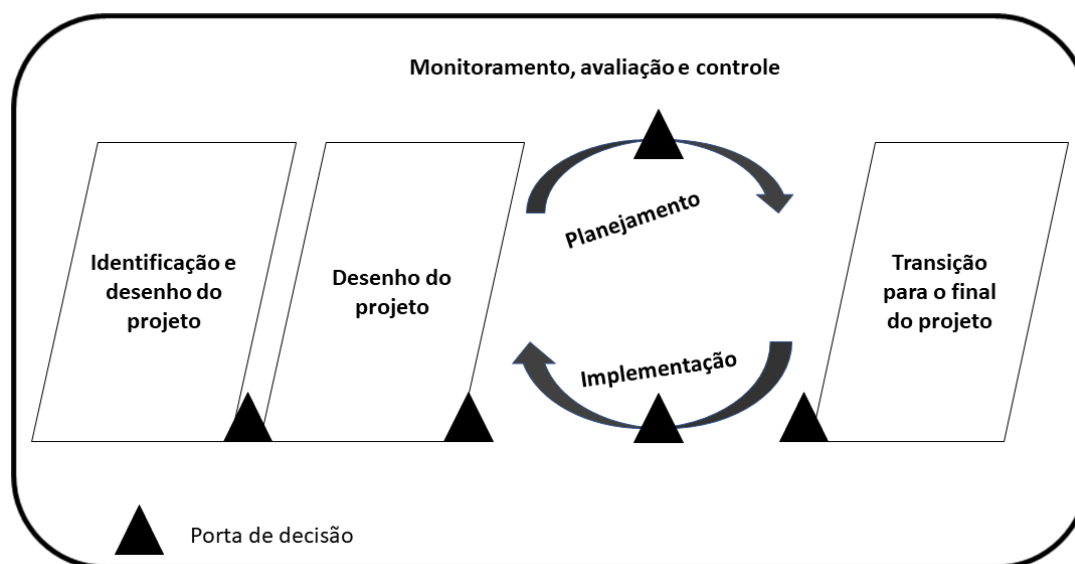 Monitoramento, avaliação e controle
Identificação e
desenho do
projeto
Desenho do
projeto
Planejamento
Implementação
Transição
para o final
do projeto
Porta de decisão